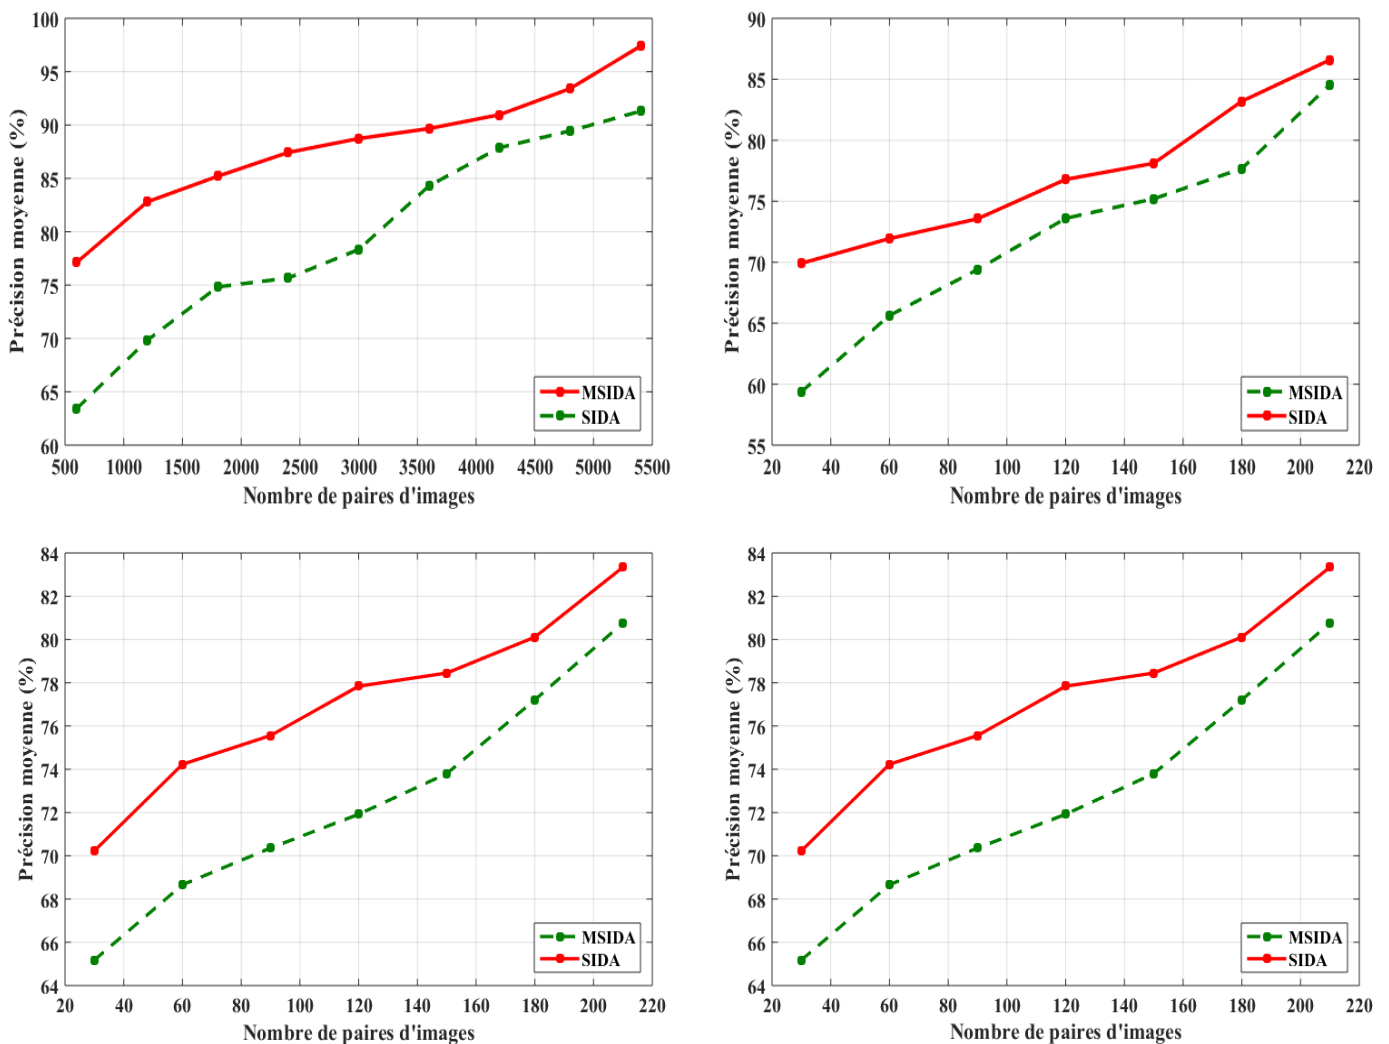 100
95
90
85
80
75
70
65
60
Précision moyenne (%)
MSIDA
SIDA
500 1000 1500 2000 2500 3000 3500 4000 4500 5000 5500
Nombre de paires d'images
90
85
80
75
70
65
60
55
Précision moyenne (%)
MSIDA
SIDA
20 40 60 80 100 120 140 160 180 200 220
Nombre de paires d'images
84
82
80
78
76
74
72
70
68
66
64
Précision moyenne (%)
MSIDA
SIDA
20 40 60 80 100 120 140 160 180 200 220
Nombre de paires d'images
84
82
80
78
76
74
72
70
68
66
64
Précision moyenne (%)
MSIDA
SIDA
20 40 60 80 100 120 140 160 180 200 220
Nombre de paires d'images